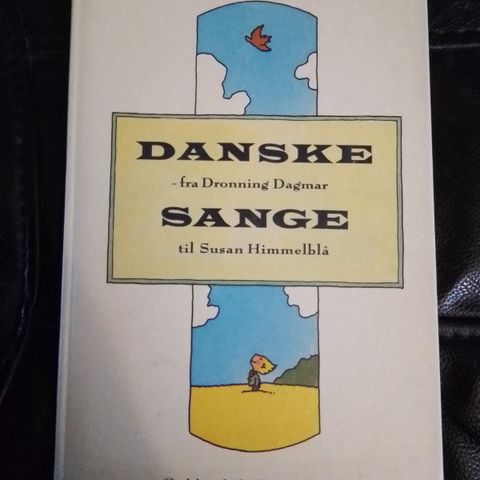 DANSKE
- fra Dronning Dagmar
SANGE
til Susan Himmelblå